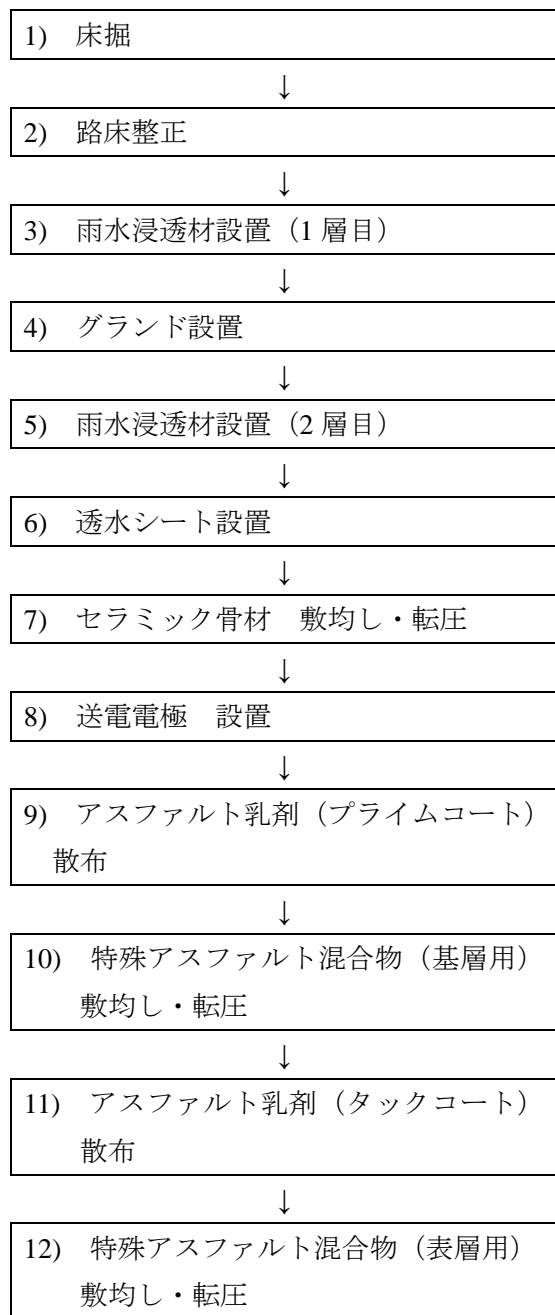 1) 床掘
↓
2) 路床整正
↓
3) 雨水浸透材設置（1 層目）
↓
4) グランド設置
↓
5) 雨水浸透材設置（2 層目）
↓
6) 透水シート設置
↓
7) セラミック骨材 敷均し・転圧
↓
8) 送電電極 設置
↓
9) アスファルト乳剤（プライムコート）
散布
↓
10) 特殊アスファルト混合物（基層用）
敷均し・転圧
↓
11) アスファルト乳剤（タックコート）
散布
↓
12) 特殊アスファルト混合物（表層用）
敷均し・転圧